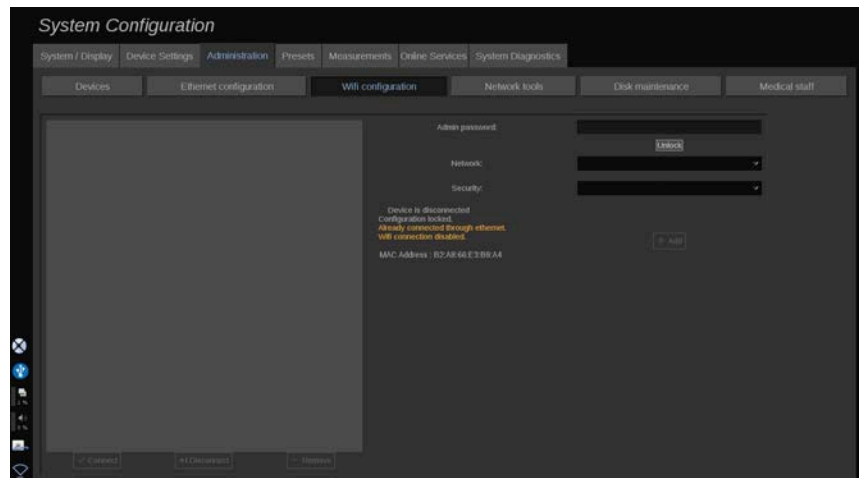 System Configuration
System / Display Device Settings Administration Presets Measurements Online Services System Diagnostics
Devices Ethernet configuration Wifi configuration Network tools Disk maintenance Medical staff
Admin password:
Unlock
Network:
Security:
Device is disconnected
Configuration locked.
Already connected through ethernet.
Wifi connection disabled.
Add
MAC Address : B2:A8:66:E3:B9:A4
Connect Disconnect Remove